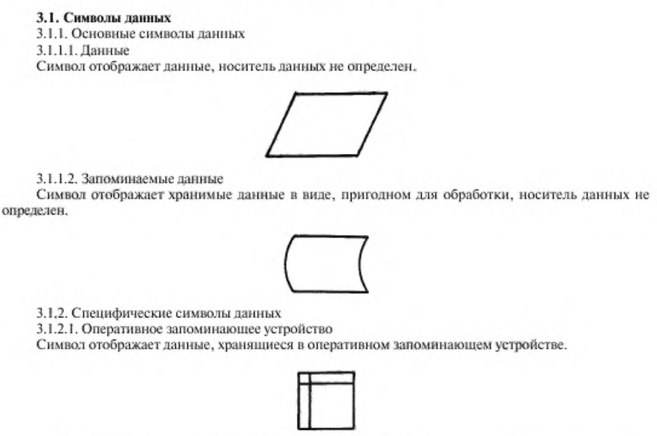 3.1. Символы данных
3.1.1. Основные символы данных
3.1.1.1. Данные
Символ отображает данные, носитель данных не определен.
3.1.1.2. Запоминаемые данные
Символ отображает хранимые данные в виде, пригодном для обработки, носитель данных не
определен.
3.1.2. Специфические символы данных
3.1.2.1. Оперативное запоминающее устройство
Символ отображает данные, хранящиеся в оперативном запоминающем устройстве.